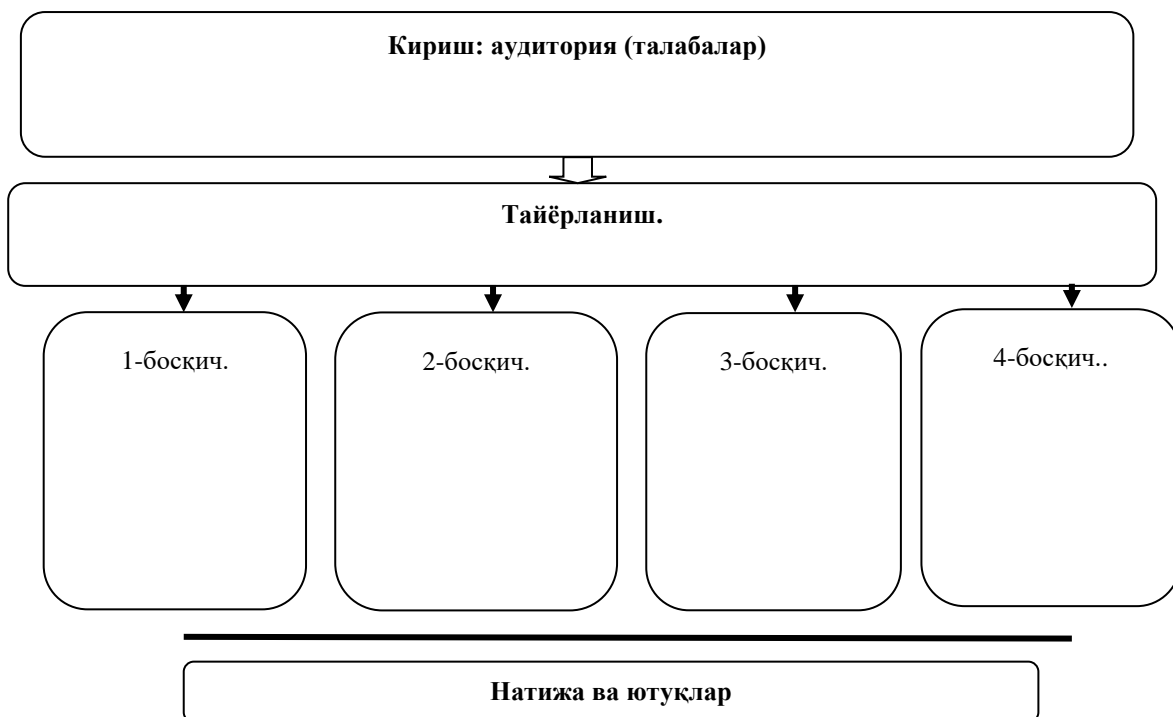 Кириш: аудитория (талабалар)
Тайёрланиш.
1-босқич.
2-босқич.
3-босқич.
4-босқич..
Натижа ва ютуқлар